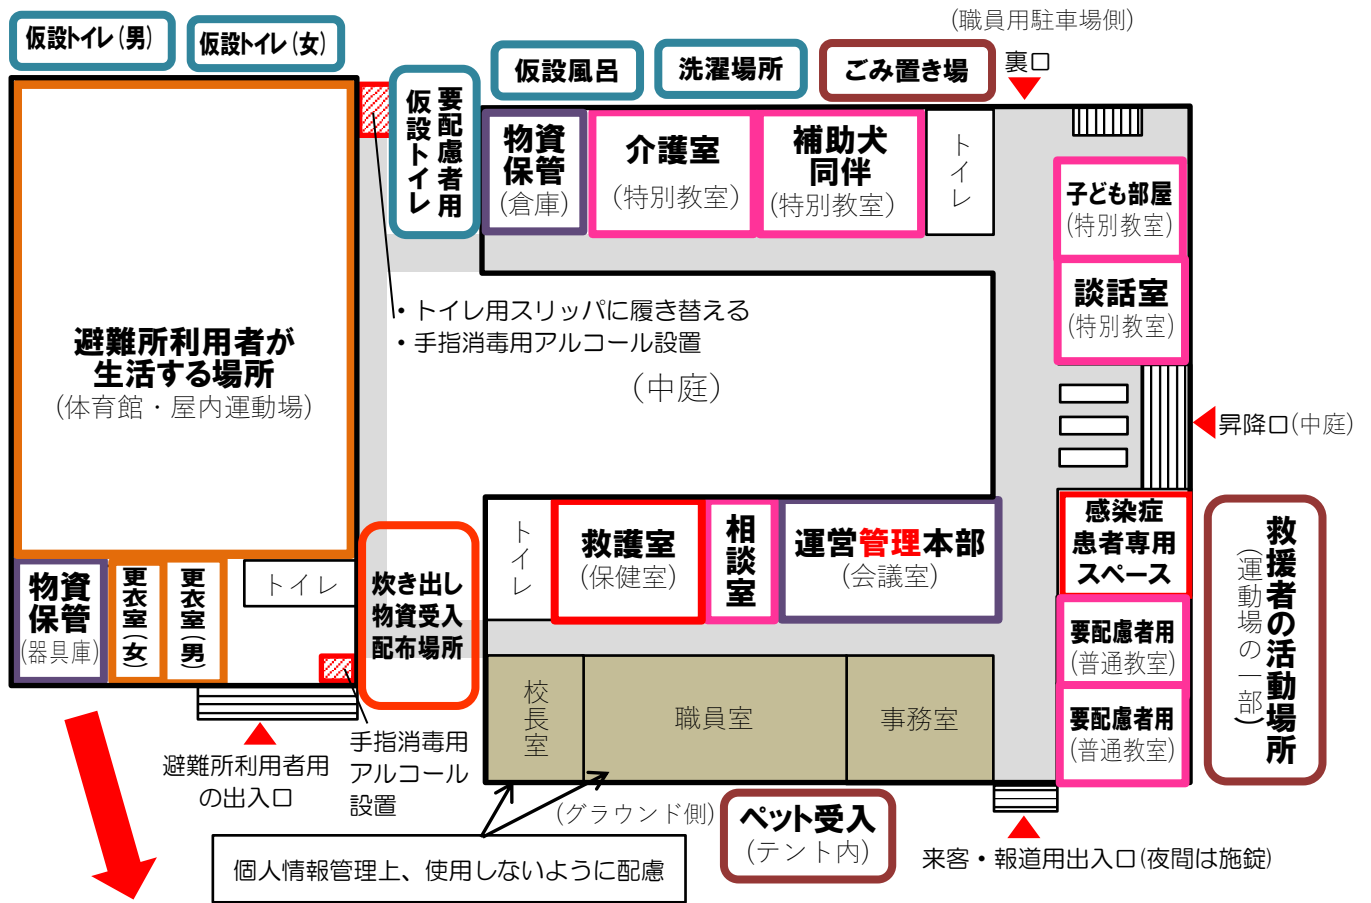 (職員用駐車場側)
仮設トイレ(男)
仮設トイレ(女)
仮設風呂
洗濯場所
ごみ置き場
裏口
要配慮者用
仮設トイレ
物資
保管
(倉庫)
介護室
(特別教室)
補助犬
同伴
(特別教室)
トイレ
子ども部屋
(特別教室)
談話室
(特別教室)
・トイレ用スリッパに履き替える
・手指消毒用アルコール設置
(中庭)
避難所利用者が
生活する場所
(体育館・屋内運動場)
昇降口(中庭)
トイレ
救護室
(保健室)
相談室
運営管理本部
(会議室)
感染症
患者専用
スペース
救援者の活動場所
(運動場の一部)
物資
保管
(器具庫)
更衣室(女)
更衣室(男)
トイレ
炊き出し
物資受入
配布場所
要配慮者用
(普通教室)
要配慮者用
(普通教室)
校長室
職員室
事務室
避難所利用者用
の出入口
手指消毒用
アルコール
設置
(グラウンド側)
ペット受入
(テント内)
来客・報道用出入口(夜間は施錠)
個人情報管理上、使用しないように配慮